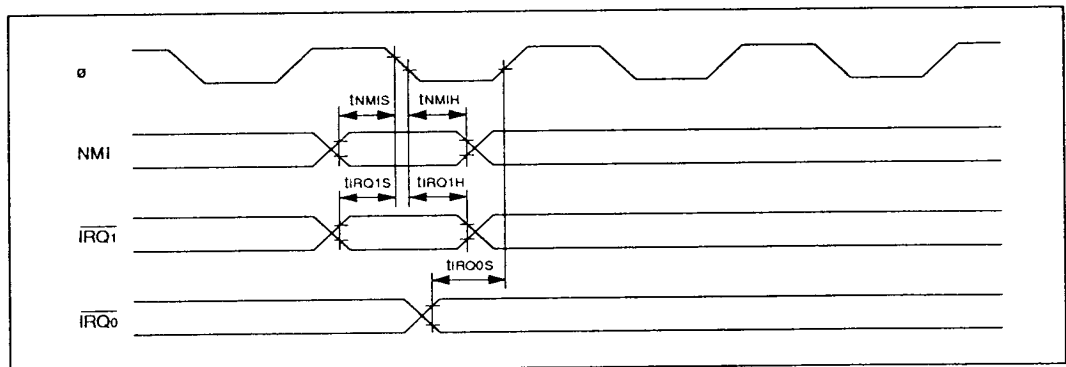 ø
tNMIS tNMIH
NMI
tIRQ1S tIRQ1H
IRQ1
tIRQ0S
IRQ0